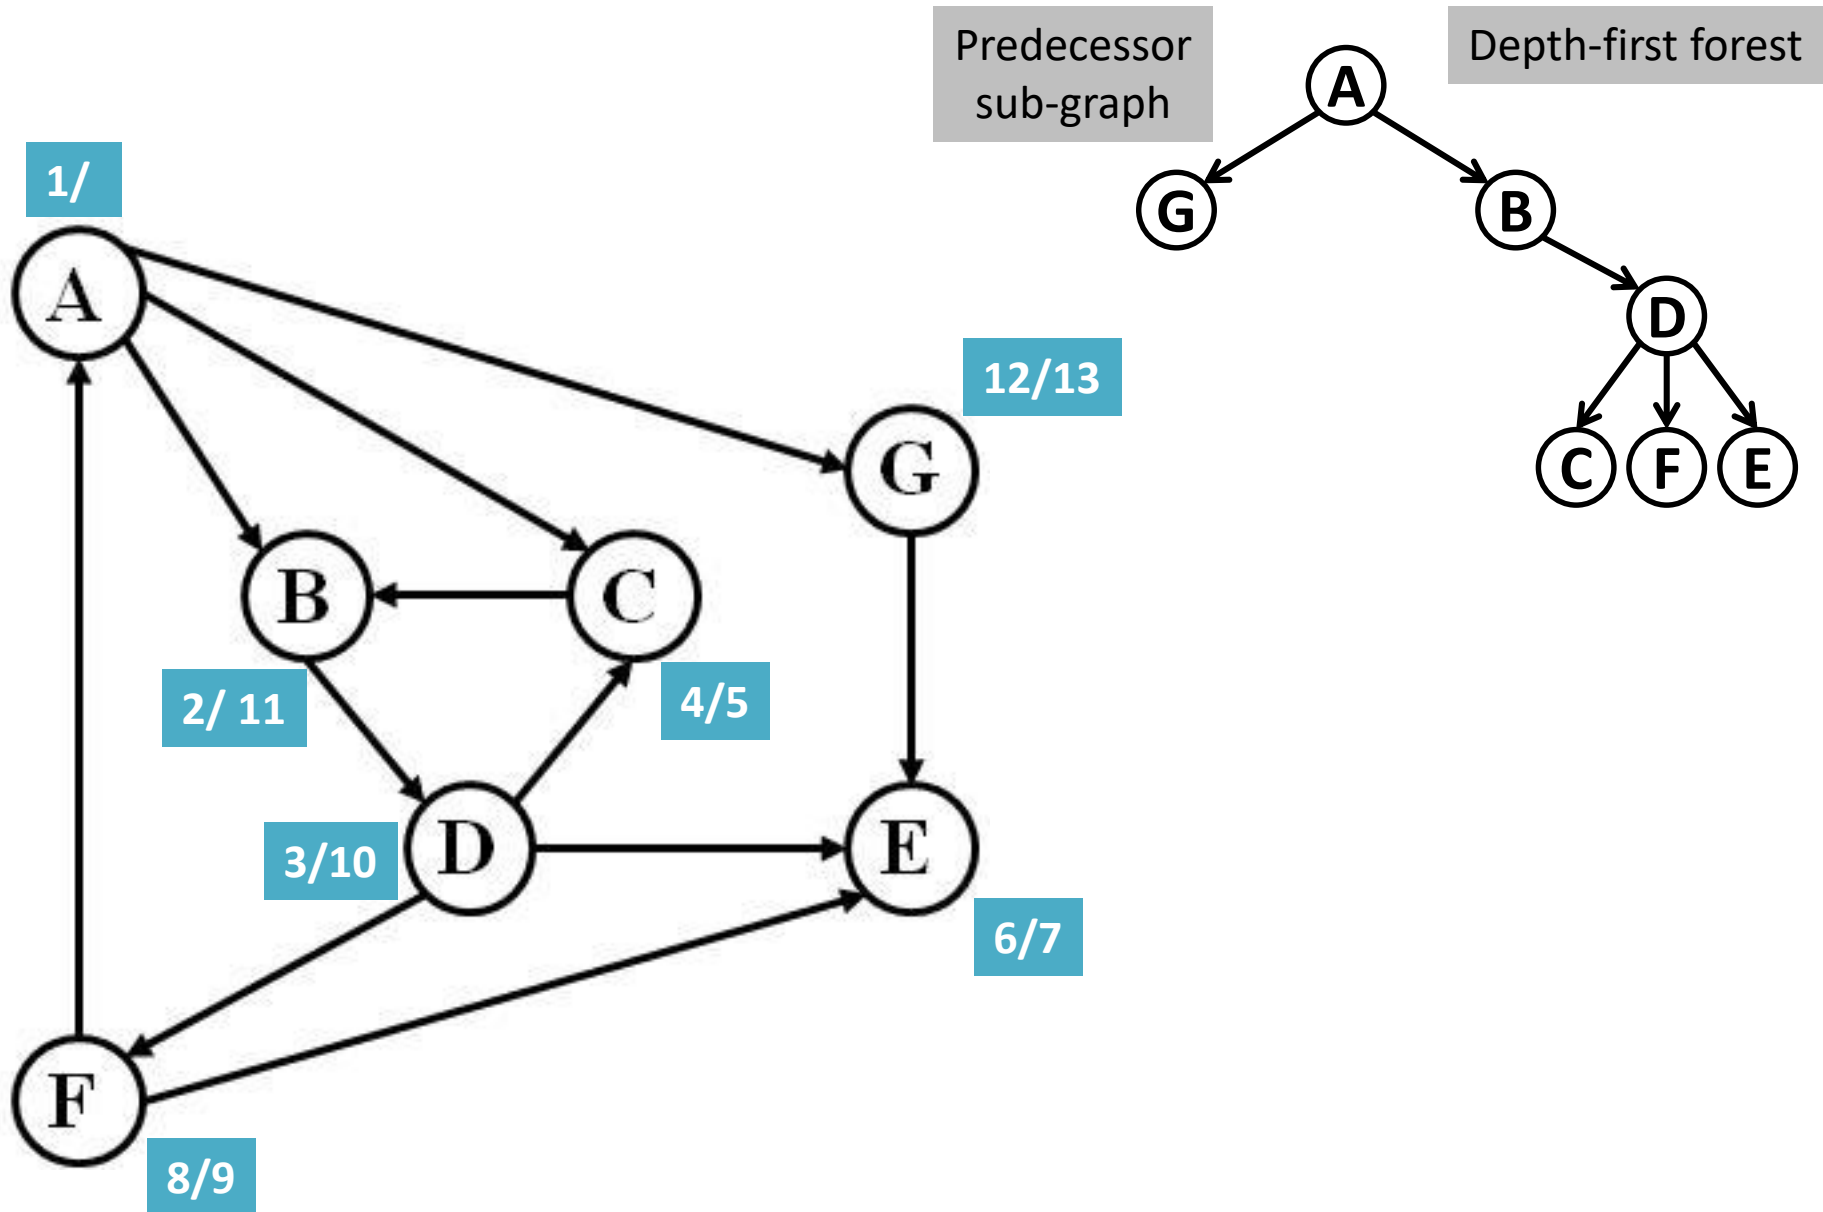 Predecessor
sub-graph
Depth-first forest
A
G
B
D
C
F
E
1/
A
12/13
G
B
C
2/ 11
4/5
3/10
D
E
6/7
F
8/9